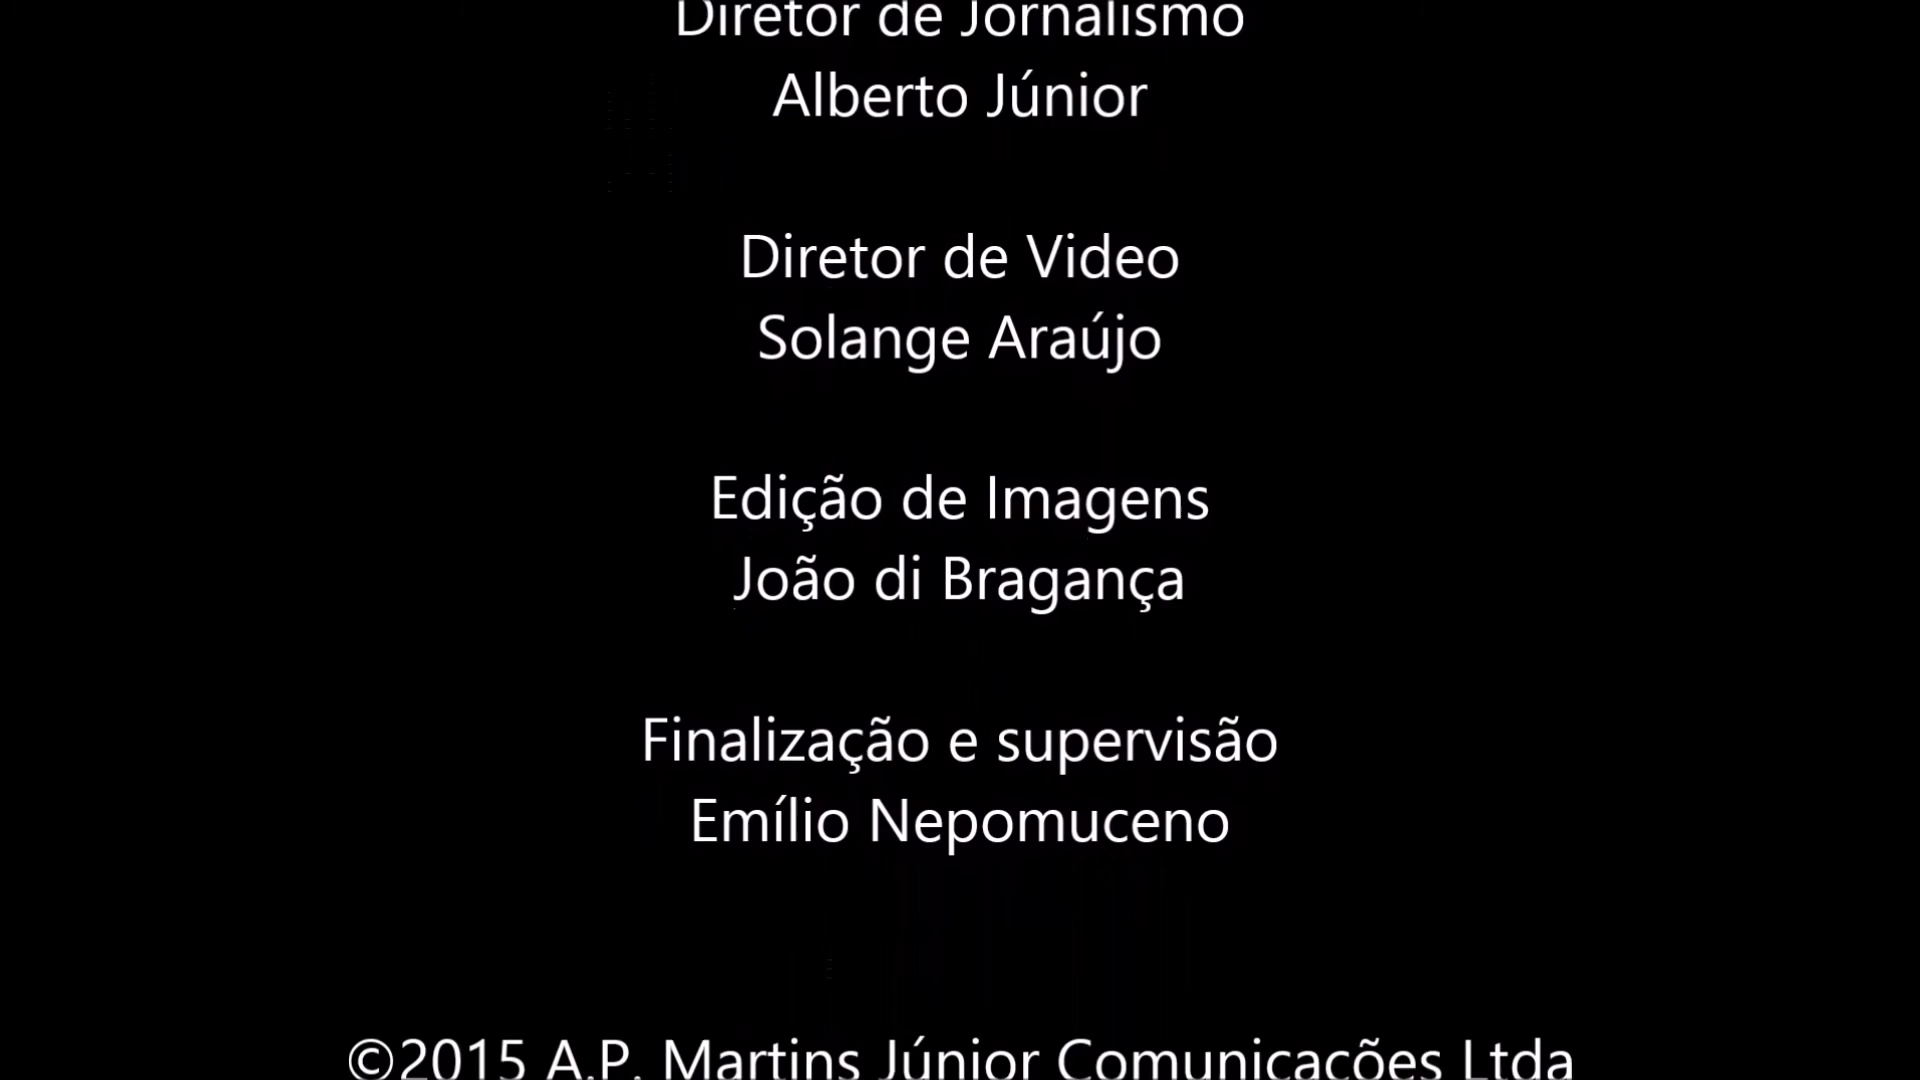 Diretor de Jornalismo
Alberto Júnior
Diretor de Video
Solange Araújo
Edição de Imagens
João di Bragança
Finalização e supervisão
Emílio Nepomuceno
©2015 A.P. Martins Júnior Comunicações Ltda